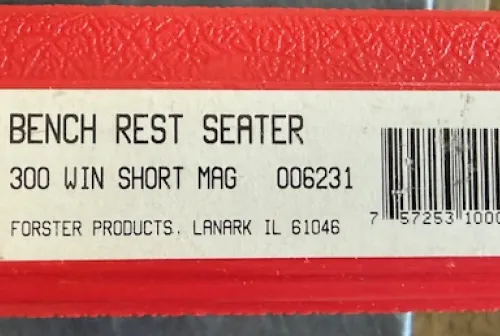 BENCH REST SEATER
300 WIN SHORT MAG 006231
FORSTER PRODUCTS. LANARK IL 61046
7 57253 1000